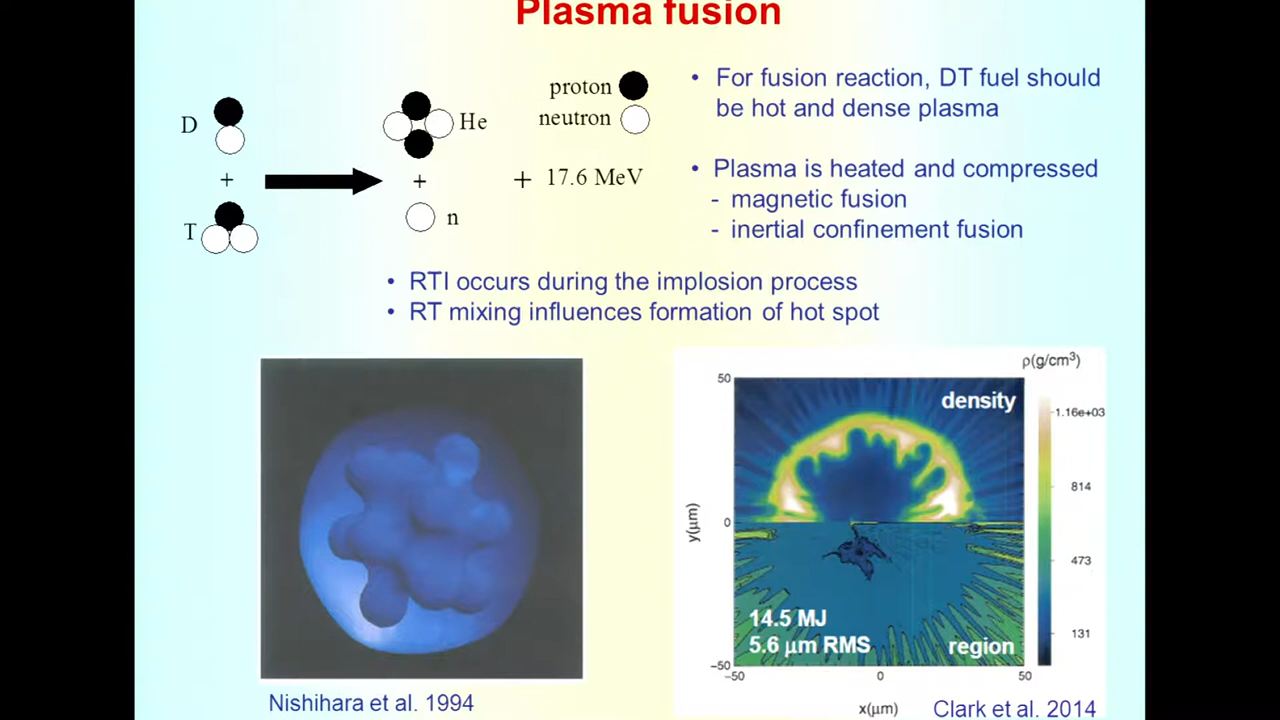 Plasma fusion
D
+
T
He
+
n
+ 17.6 MeV
proton
neutron
• For fusion reaction, DT fuel should
be hot and dense plasma
• Plasma is heated and compressed
- magnetic fusion
- inertial confinement fusion
• RTI occurs during the implosion process
• RT mixing influences formation of hot spot
Nishihara et al. 1994
ρ(g/cm³)
density
50
0
−50
y(μm)
1.16e+03
814
473
131
14.5 MJ
5.6 μm RMS
region
−50
0
50
x(μm)
Clark et al. 2014